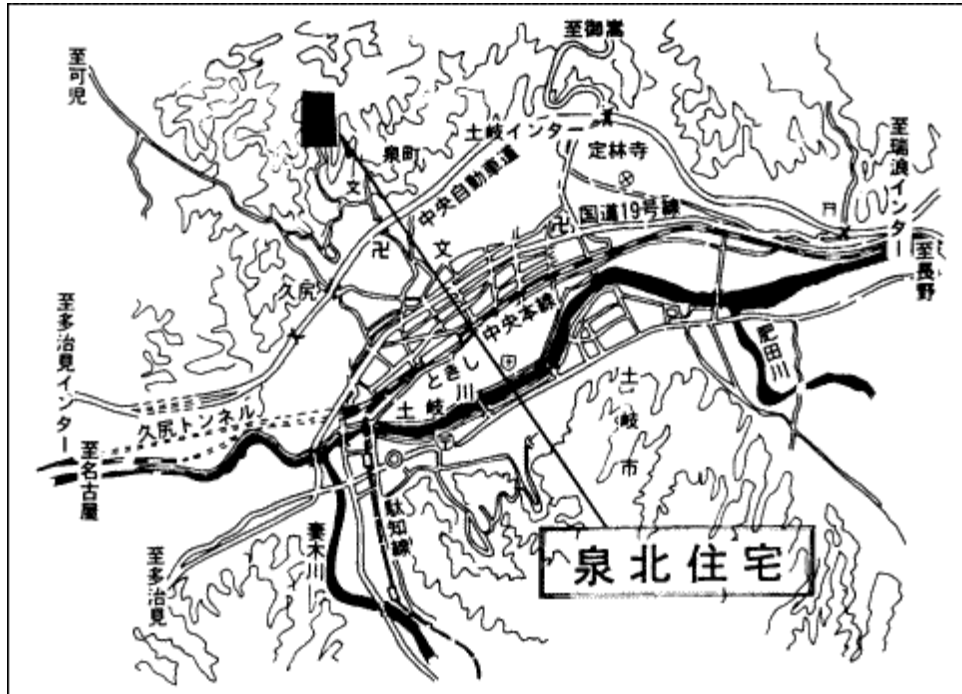 至御嵩
至可児
土岐インター
泉町
定林寺
至瑞浪インター
中央自動車道
文
国道19号線
卍
卍
文
至長野
久尻
至多治見インター
中央本線
肥田川
ときし
土岐川
土岐市
久尻トンネル
至名古屋
駄知線
妻木川
至多治見
泉北住宅